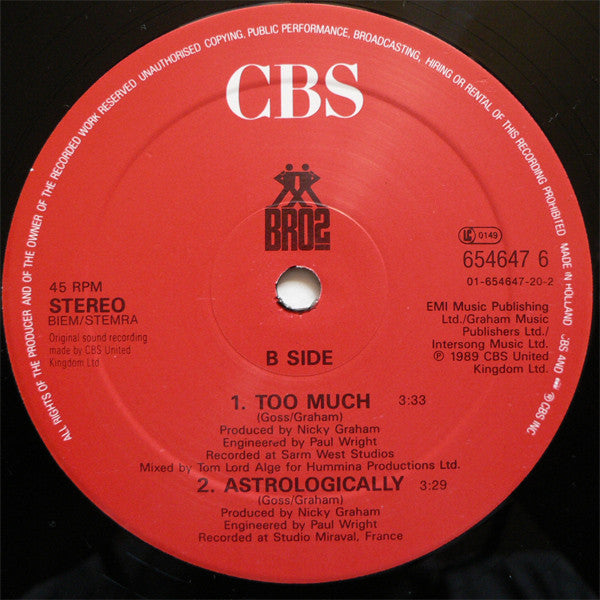 ALL RIGHTS OF THE PRODUCER AND OF THE OWNER OF THE RECORDED WORK RESERVED. UNAUTHORISED COPYING, PUBLIC PERFORMANCE, BROADCASTING, HIRING OR RENTAL OF THIS RECORDING PROHIBITED. MADE IN HOLLAND. CBS AND ® CBS INC
CBS
BROS
LC 0149
654647 6
01-654647-20-2
45 RPM
STEREO
BIEM/STEMRA
Original sound recording
made by CBS United
Kingdom Ltd
EMI Music Publishing
Ltd./Graham Music
Publishers Ltd./
Intersong Music Ltd.
℗ 1989 CBS United
Kingdom Ltd.
B SIDE
1. TOO MUCH 3:33
(Goss/Graham)
Produced by Nicky Graham
Engineered by Paul Wright
Recorded at Sarm West Studios
Mixed by Tom Lord Alge for Hummina Productions Ltd.
2. ASTROLOGICALLY 3:29
(Goss/Graham)
Produced by Nicky Graham
Engineered by Paul Wright
Recorded at Studio Miraval, France